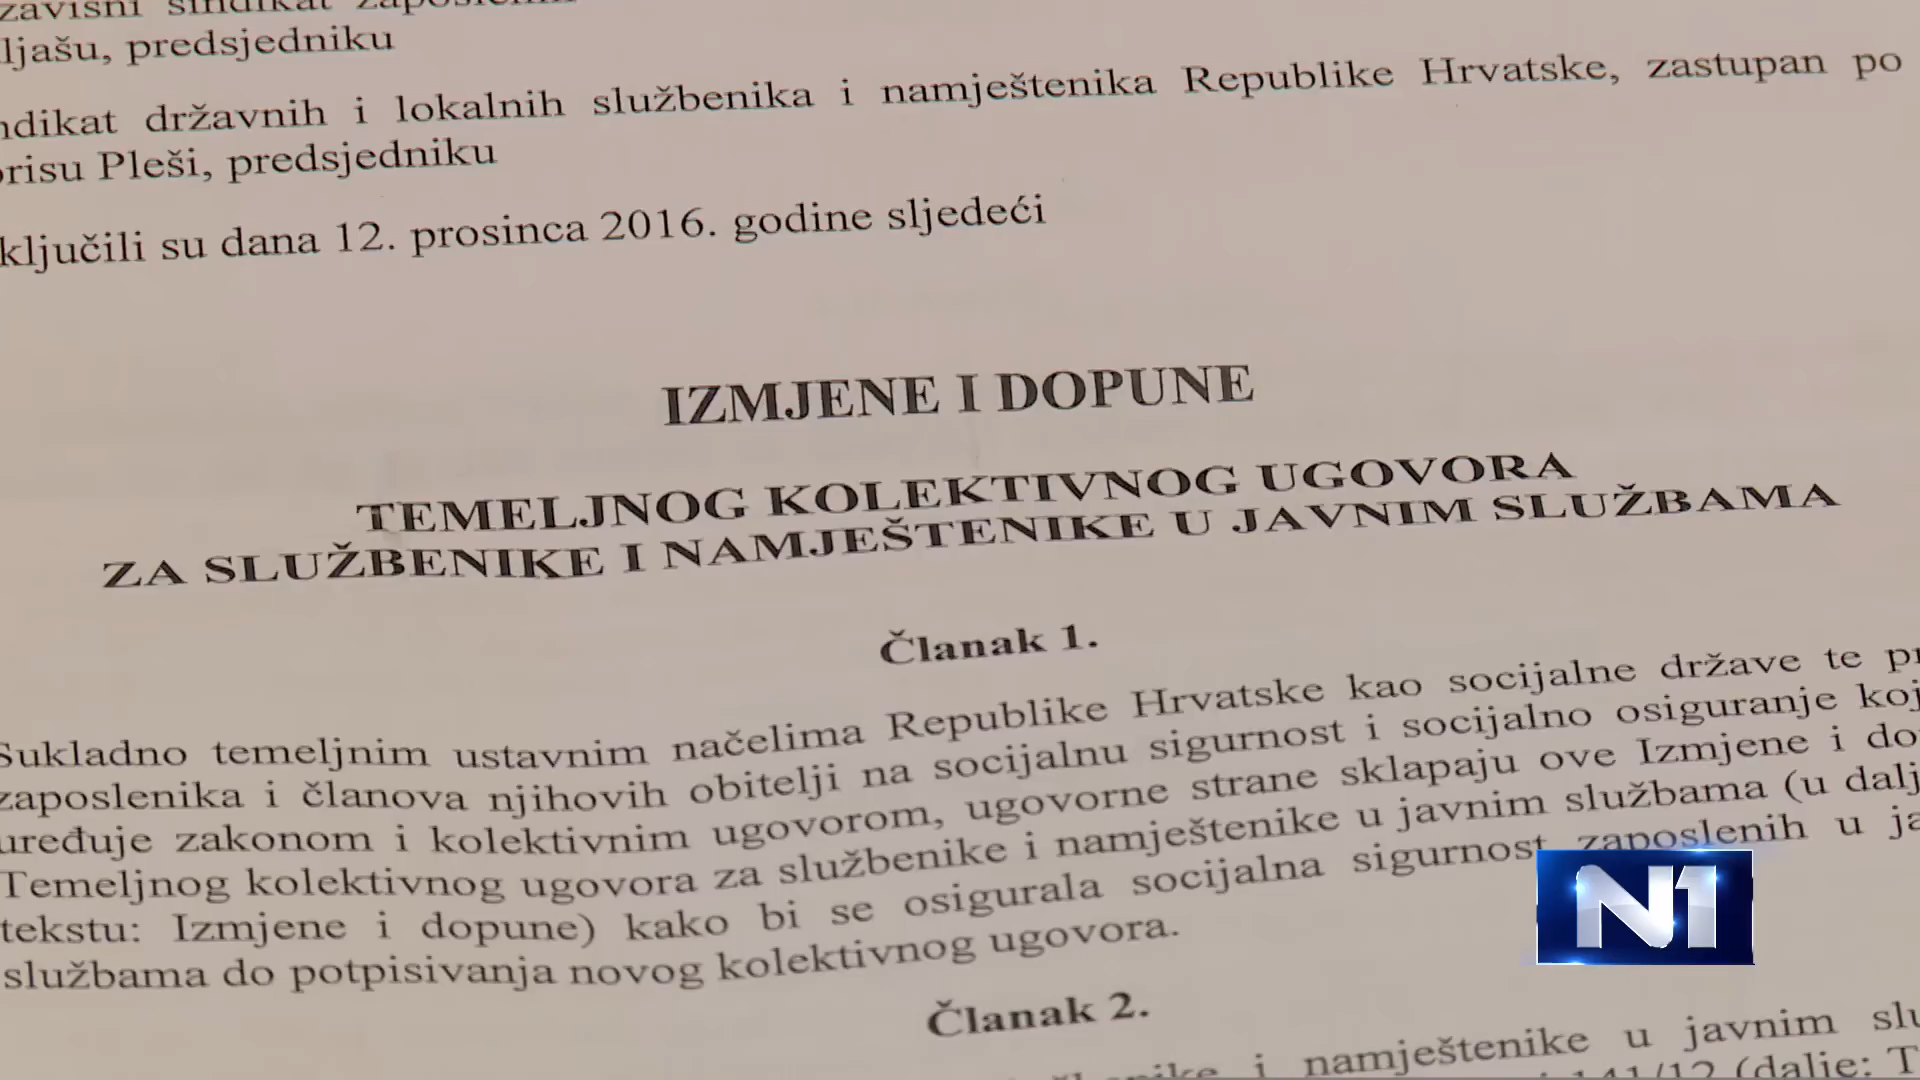 sindikat
ljašu, predsjedniku
državnih i lokalnih službenika i namještenika Republike Hrvatske, zastupan po
Pleši, predsjedniku
su dana 12. prosinca 2016. godine sljedeći
IZMJENE I DOPUNE
TEMELJNOG KOLEKTIVNOG UGOVORA
ZA SLUŽBENIKE I NAMJEŠTENIKE U JAVNIM SLUŽBAMA
Članak 1.
Sukladno temeljnim ustavnim načelima Republike Hrvatske kao socijalne države te
zaposlenika i članova njihovih obitelji na socijalnu sigurnost i socijalno osiguranje
uređuje zakonom i kolektivnim ugovorom, ugovorne strane sklapaju ove Izmjene i
Temeljnog kolektivnog ugovora za službenike i namještenike u javnim službama (u
tekstu: Izmjene i dopune) kako bi se osigurala socijalna sigurnost zaposlenih u
službama do potpisivanja novog kolektivnog ugovora.
Članak 2.
i namještenike u javnim
141/12 (dalje:
N1